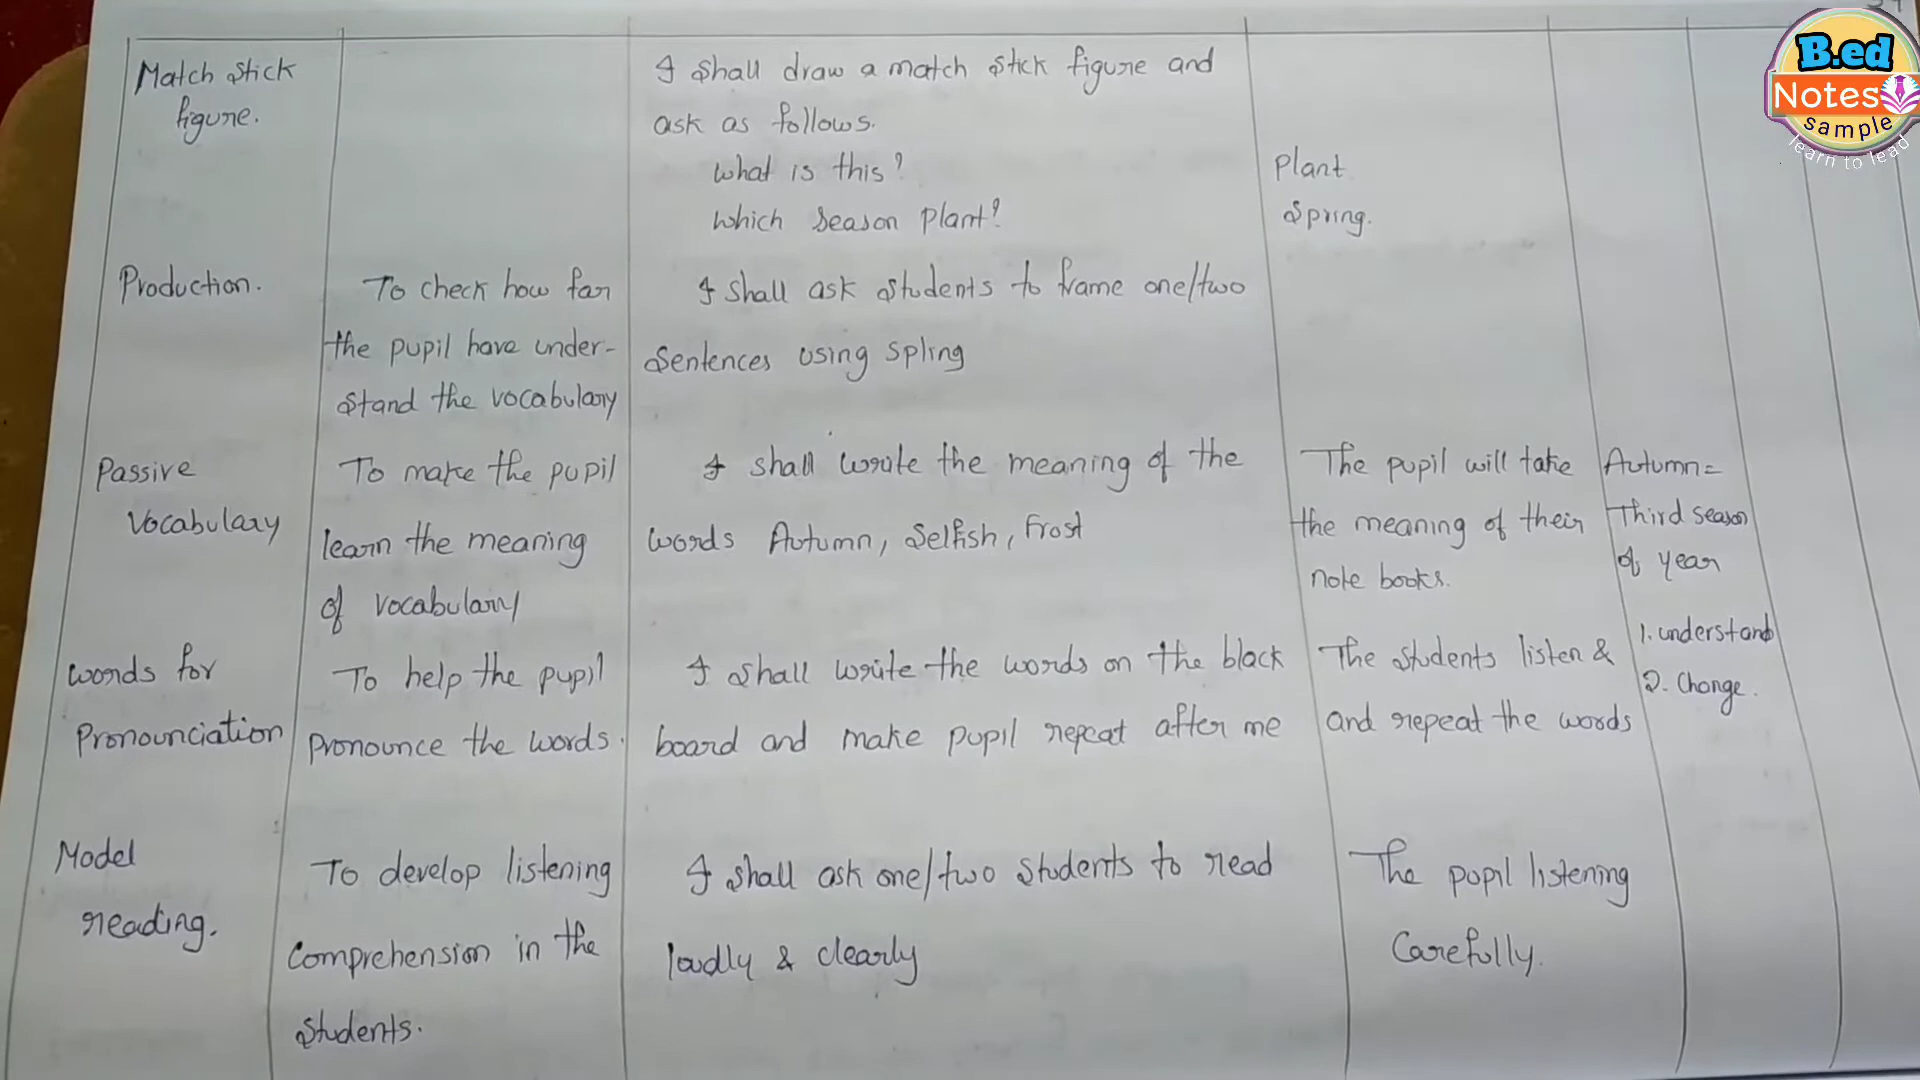 Match stick
figure.
I shall draw a match stick figure and
ask as follows.
what is this?
Plant
which season plant?
Spring.
Production.
To check how far
the pupil have under-
stand the vocabulary
I shall ask students to frame one/two
sentences using spling
Passive
vocabulary
To make the pupil
learn the meaning
of vocabulary
I shall write the meaning of the
words Autumn, selfish, frost
The pupil will take
the meaning of their
note books.
Autumn =
Third season
of year
words for
pronounciation
To help the pupil
pronounce the words.
I shall write the words on the black
board and make pupil repeat after me
The students listen &
and repeat the words
1. understand
2. change.
Model
reading.
To develop listening
comprehension in the
students.
I shall ask one/two students to read
loudly & clearly
The pupil listening
carefully.
B.ed
Notes
sample
learn to lead